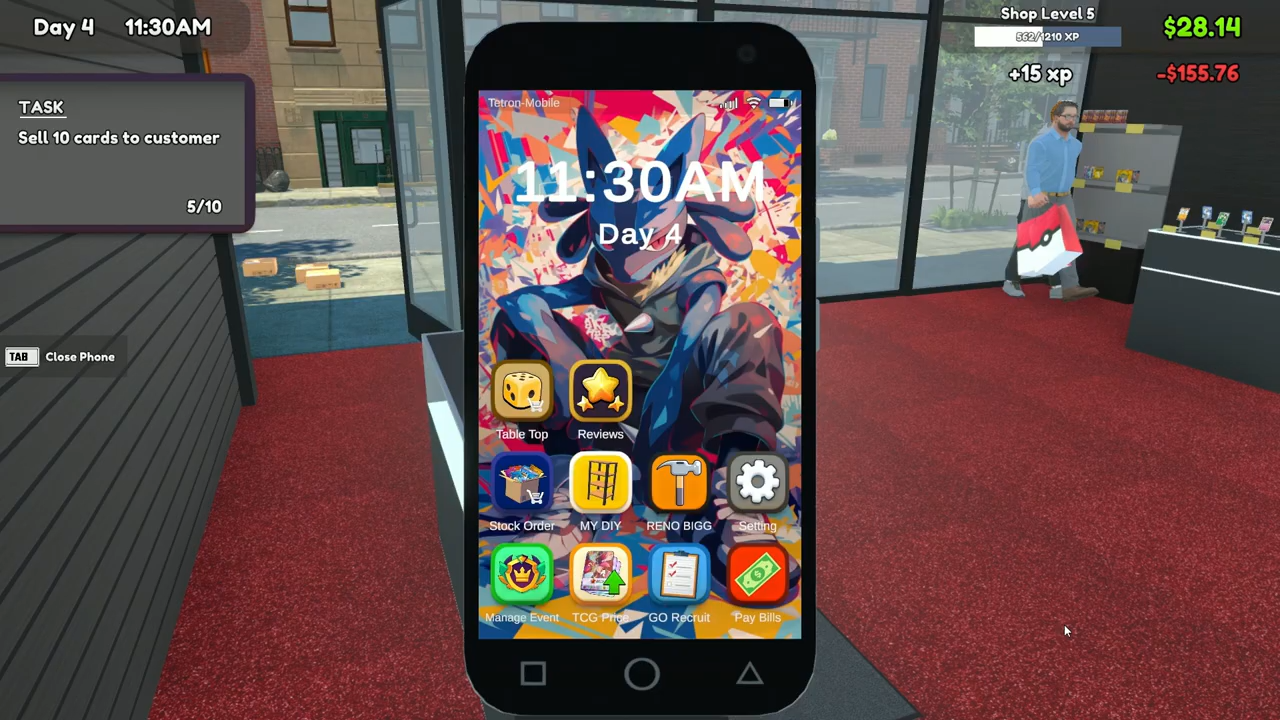 Day 4 11:30AM
Shop Level 5
562/1210 XP
+15 xp
$28.14
-$155.76
TASK
Sell 10 cards to customer
5/10
TAB Close Phone
Tetron-Mobile
11:30AM
Day 4
Table Top Reviews
Stock Order MY DIY RENO BIGG Setting
Manage Event TCG Price GO Recruit Pay Bills